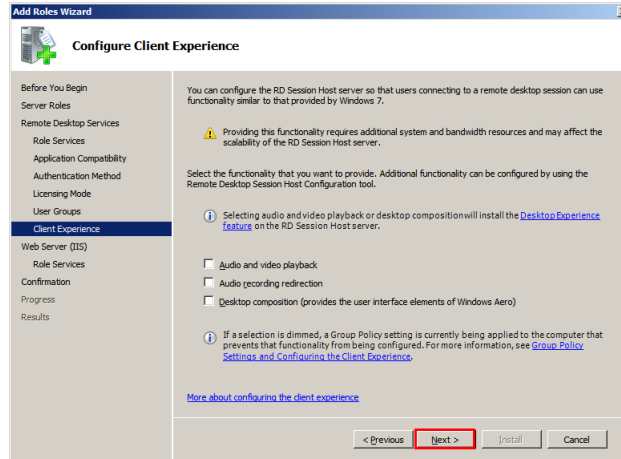 Add Roles Wizard
Configure Client Experience
Before You Begin
Server Roles
Remote Desktop Services
Role Services
Application Compatibility
Authentication Method
Licensing Mode
User Groups
Client Experience
Web Server (IIS)
Role Services
Confirmation
Progress
Results
You can configure the RD Session Host server so that users connecting to a remote desktop session can use
functionality similar to that provided by Windows 7.
Providing this functionality requires additional system and bandwidth resources and may affect the
scalability of the RD Session Host server.
Select the functionality that you want to provide. Additional functionality can be configured by using the
Remote Desktop Session Host Configuration tool.
Selecting audio and video playback or desktop composition will install the Desktop Experience
feature on the RD Session Host server.
Audio and video playback
Audio recording redirection
Desktop composition (provides the user interface elements of Windows Aero)
If a selection is dimmed, a Group Policy setting is currently being applied to the computer that
prevents that functionality from being configured. For more information, see Group Policy
Settings and Configuring the Client Experience.
More about configuring the client experience
< Previous
Next >
Install
Cancel